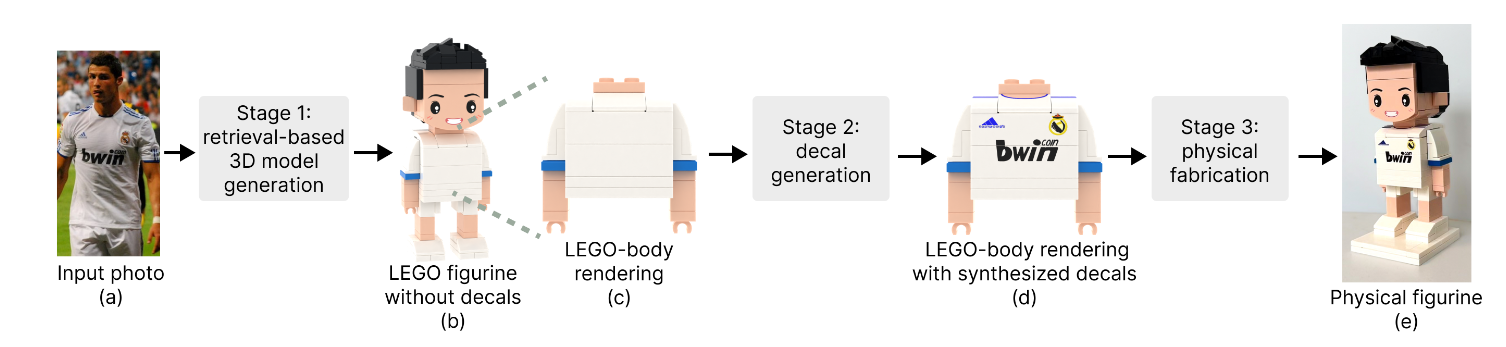 Stage 1:
retrieval-based
3D model
generation
Stage 2:
decal
generation
Stage 3:
physical
fabrication
bwin
bwin
.com
bwin
Input photo
(a)
LEGO figurine
without decals
(b)
LEGO-body
rendering
(c)
LEGO-body rendering
with synthesized decals
(d)
Physical figurine
(e)